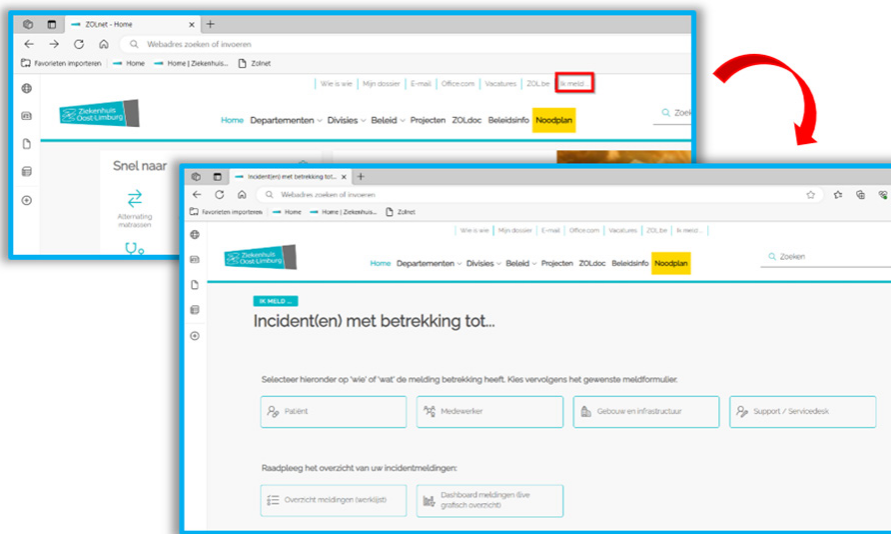 ZOLnet - Home
Webadres zoeken of invoeren
Favorieten importeren
Home
Home | Ziekenhuis...
Zolnet
Wie is wie
Mijn dossier
E-mail
Office.com
Vacatures
ZOL.be
Ik meld ...
Ziekenhuis
Oost-Limburg
Home Departementen Divisies Beleid Projecten ZOLdoc Beleidsinfo Noodplan
Zoek
Snel naar
Alternating
matrassen
Incident(en) met betrekking tot...
Webadres zoeken of invoeren
Favorieten importeren
Home
Home | Ziekenhuis...
Zolnet
Wie is wie
Mijn dossier
E-mail
Office.com
Vacatures
ZOL.be
Ik meld ...
Ziekenhuis
Oost-Limburg
Home Departementen Divisies Beleid Projecten ZOLdoc Beleidsinfo Noodplan
Zoeken
IK MELD ...
Incident(en) met betrekking tot...
Selecteer hieronder op 'wie' of 'wat' de melding betrekking heeft. Kies vervolgens het gewenste meldformulier.
Patiënt
Medewerker
Gebouw en infrastructuur
Support / Servicedesk
Raadpleeg het overzicht van uw incidentmeldingen:
Overzicht meldingen (werklijst)
Dashboard meldingen (live
grafisch overzicht)